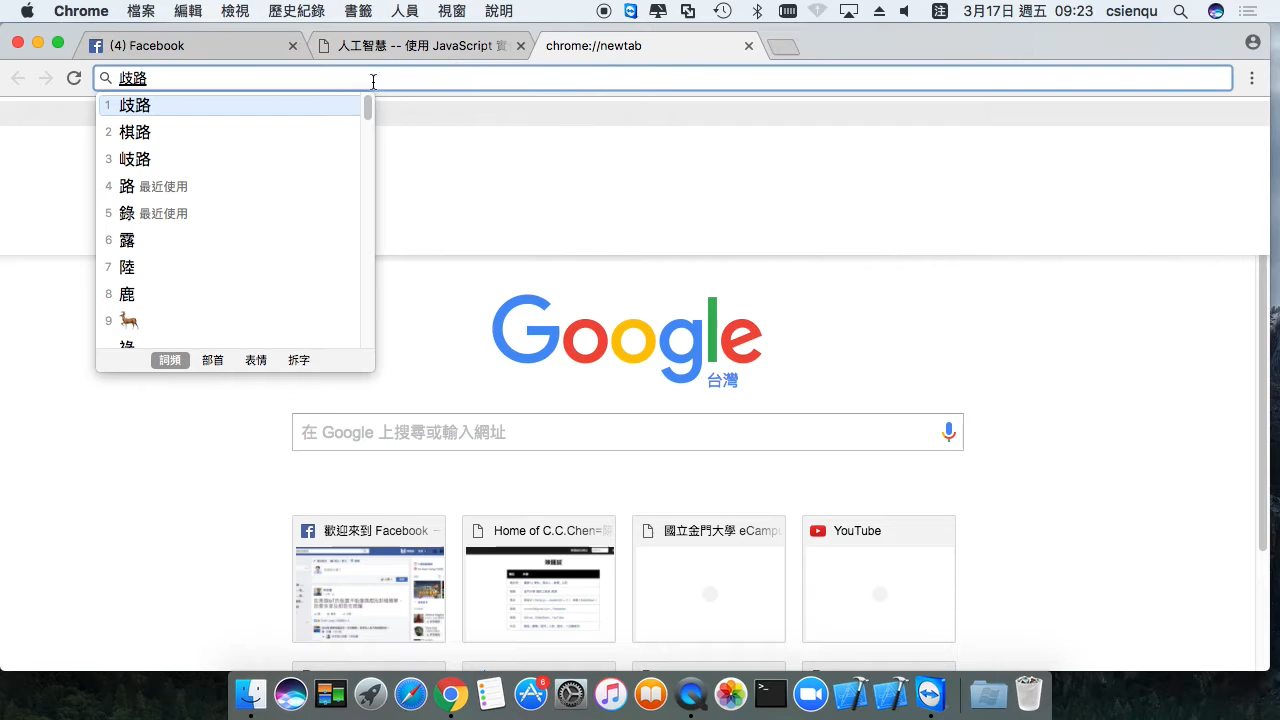 Chrome 檔案 編輯 檢視 歷史紀錄 書籤 人員 視窗 說明 注 3月17日 週五 09:23 csienqu
(4) Facebook 人工智慧 -- 使用 JavaScript 實 chrome://newtab
歧路
1 歧路
2 棋路
3 岐路
4 路 最近使用
5 錄 最近使用
6 露
7 陸
8 鹿
9 🦌
詞頻 部首 表情 拆字
Google
台灣
在 Google 上搜尋或輸入網址
歡迎來到 Facebook Home of C.C.Chen= 國立金門大學 eCamp YouTube
6